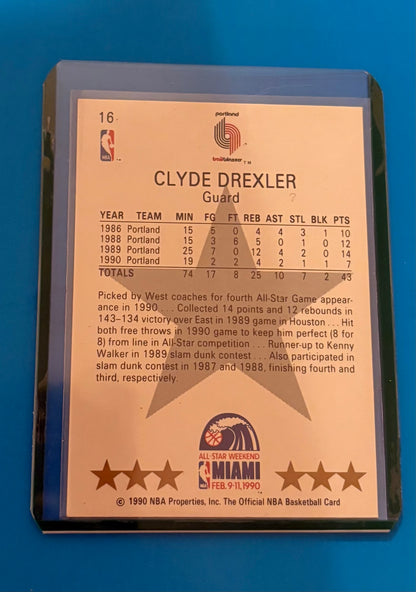 16
portland
trail blazers TM
NBA
CLYDE DREXLER
Guard
YEAR TEAM MIN FG FT REB AST STL BLK PTS
1986 Portland 15 5 0 4 4 3 1 10
1988 Portland 15 3 6 5 0 1 0 12
1989 Portland 25 7 0 12 4 2 0 14
1990 Portland 19 2 2 4 2 1 1 7
TOTALS 74 17 8 25 10 7 2 43
Picked by West coaches for fourth All-Star Game appear-
ance in 1990 . . . Collected 14 points and 12 rebounds in
143–134 victory over East in 1989 game in Houston . . . Hit
both free throws in 1990 game to keep him perfect (8 for
8) from line in All-Star competition . . . Runner-up to Kenny
Walker in 1989 slam dunk contest . . . Also participated in
slam dunk contest in 1987 and 1988, finishing fourth and
third, respectively.
ALL-STAR WEEKEND
MIAMI
NBA FEB. 9-11, 1990
© 1990 NBA Properties, Inc. The Official NBA Basketball Card